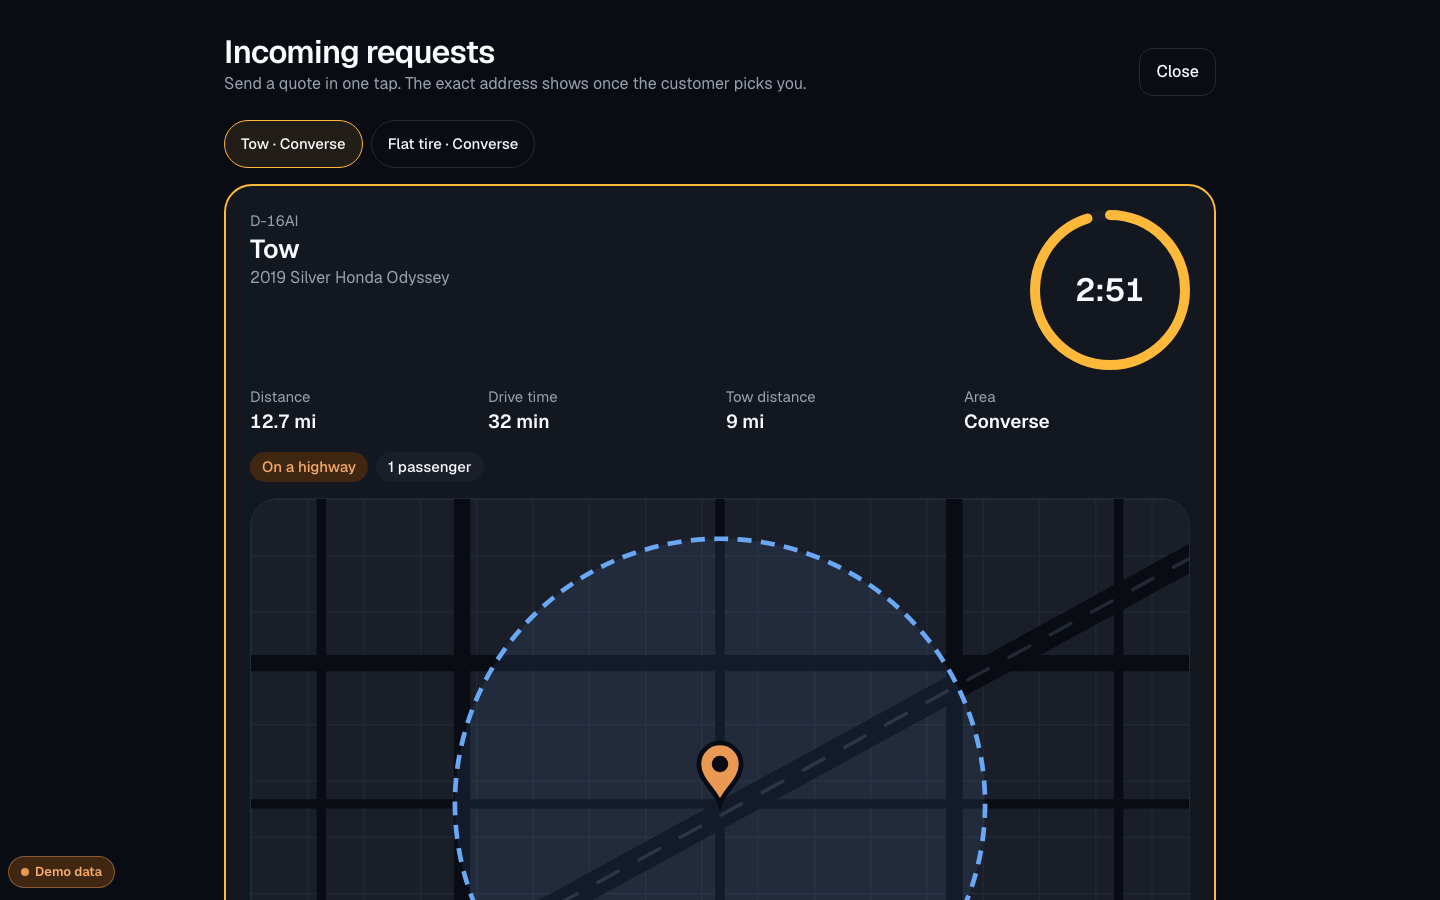 Incoming requests
Send a quote in one tap. The exact address shows once the customer picks you.
Close
Tow · Converse
Flat tire · Converse
D-16AI
Tow
2019 Silver Honda Odyssey
2:51
Distance
12.7 mi
Drive time
32 min
Tow distance
9 mi
Area
Converse
On a highway
1 passenger
Demo data